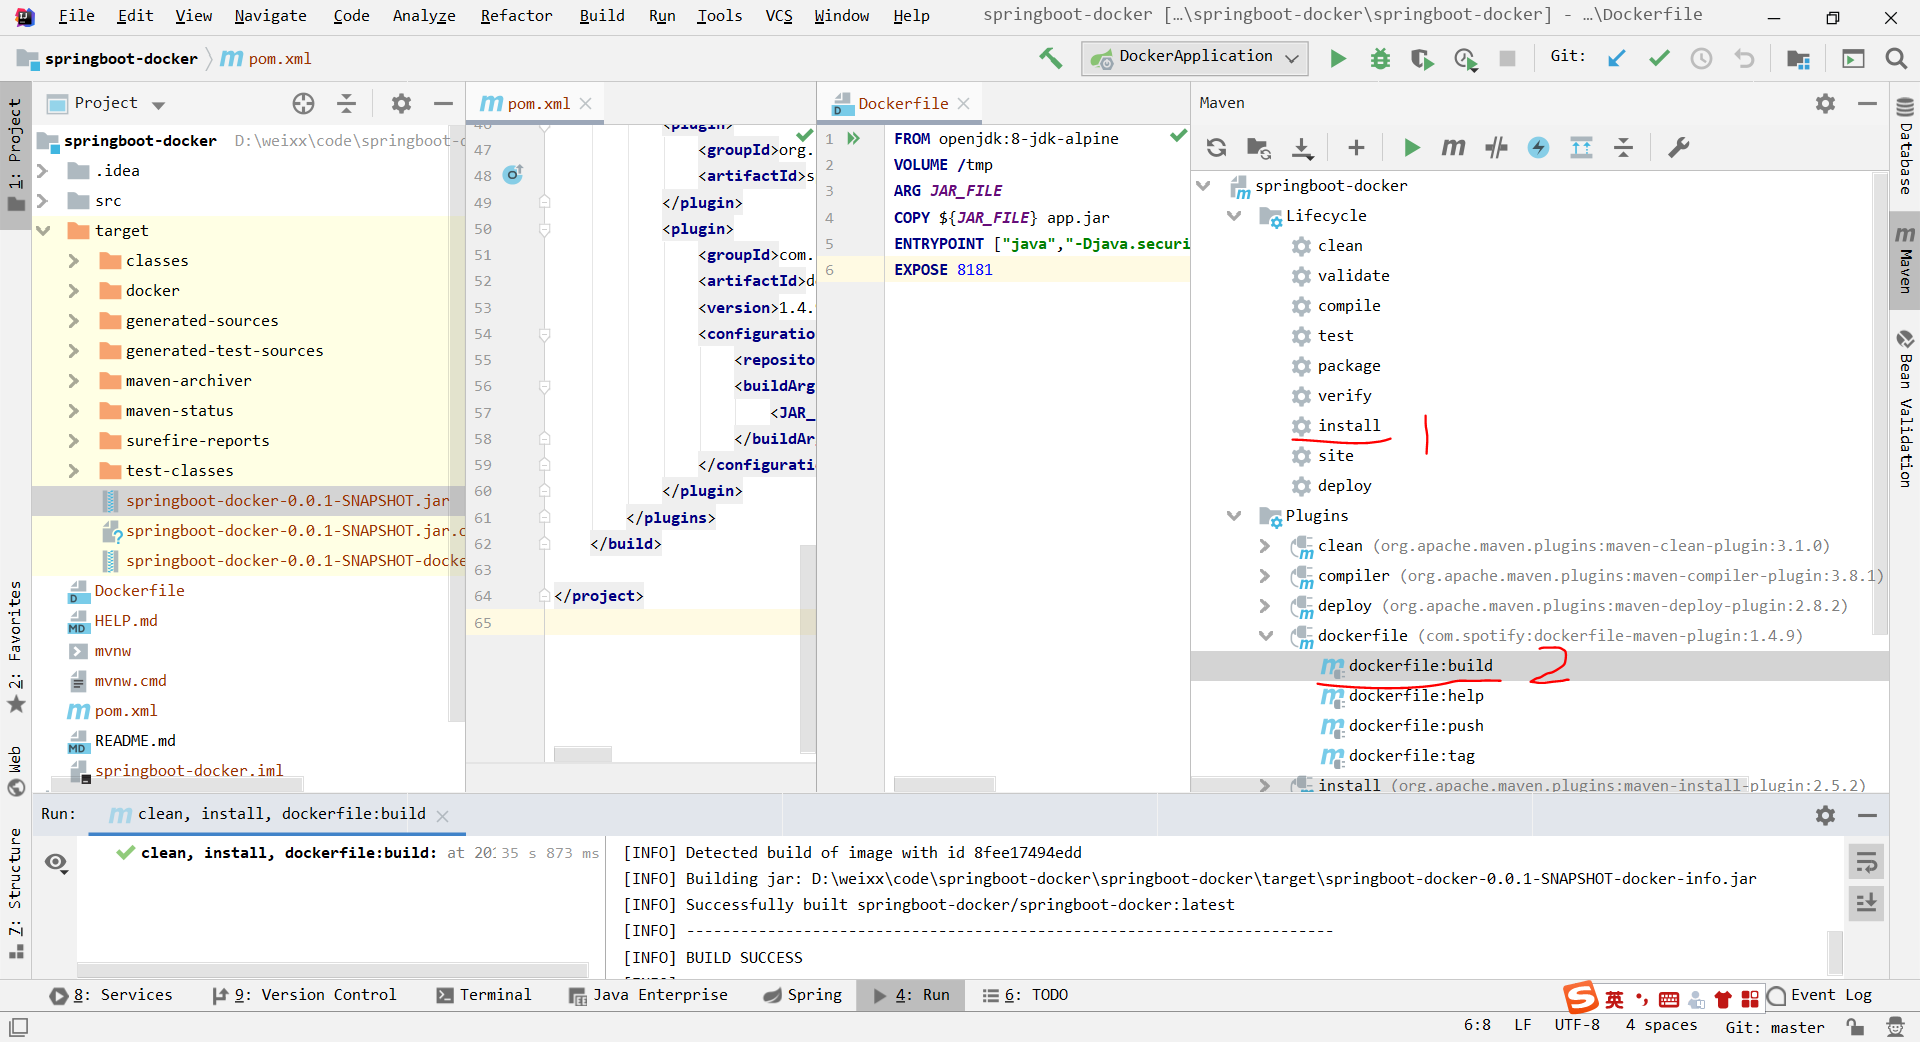 File Edit View Navigate Code Analyze Refactor Build Run Tools VCS Window Help springboot-docker […\springboot-docker\springboot-docker] - …\Dockerfile
springboot-docker pom.xml DockerApplication Git:
1: Project
2: Favorites
Web
7: Structure
Project
springboot-docker D:\weixx\code\springboot-d
.idea
src
target
classes
docker
generated-sources
generated-test-sources
maven-archiver
maven-status
surefire-reports
test-classes
springboot-docker-0.0.1-SNAPSHOT.jar
springboot-docker-0.0.1-SNAPSHOT.jar.o
springboot-docker-0.0.1-SNAPSHOT-docke
Dockerfile
HELP.md
mvnw
mvnw.cmd
pom.xml
README.md
springboot-docker.iml
pom.xml
46 <plugin>
47 <groupId>org.
48 <artifactId>s
49 </plugin>
50 <plugin>
51 <groupId>com.
52 <artifactId>d
53 <version>1.4.
54 <configuratio
55 <reposito
56 <buildArg
57 <JAR_
58 </buildAr
59 </configurati
60 </plugin>
61 </plugins>
62 </build>
63
64 </project>
65
Dockerfile
1 FROM openjdk:8-jdk-alpine
2 VOLUME /tmp
3 ARG JAR_FILE
4 COPY ${JAR_FILE} app.jar
5 ENTRYPOINT ["java","-Djava.securi
6 EXPOSE 8181
Maven
springboot-docker
Lifecycle
clean
validate
compile
test
package
verify
install 1
site
deploy
Plugins
clean (org.apache.maven.plugins:maven-clean-plugin:3.1.0)
compiler (org.apache.maven.plugins:maven-compiler-plugin:3.8.1)
deploy (org.apache.maven.plugins:maven-deploy-plugin:2.8.2)
dockerfile (com.spotify:dockerfile-maven-plugin:1.4.9)
dockerfile:build 2
dockerfile:help
dockerfile:push
dockerfile:tag
install (org.apache.maven.plugins:maven-install-plugin:2.5.2)
Database
Maven
Bean Validation
Run: clean, install, dockerfile:build
clean, install, dockerfile:build: at 20 35 s 873 ms
[INFO] Detected build of image with id 8fee17494edd
[INFO] Building jar: D:\weixx\code\springboot-docker\springboot-docker\target\springboot-docker-0.0.1-SNAPSHOT-docker-info.jar
[INFO] Successfully built springboot-docker/springboot-docker:latest
[INFO] ------------------------------------------------------------------------
[INFO] BUILD SUCCESS
8: Services 9: Version Control Terminal Java Enterprise Spring 4: Run 6: TODO 英 Event Log
6:8 LF UTF-8 4 spaces Git: master